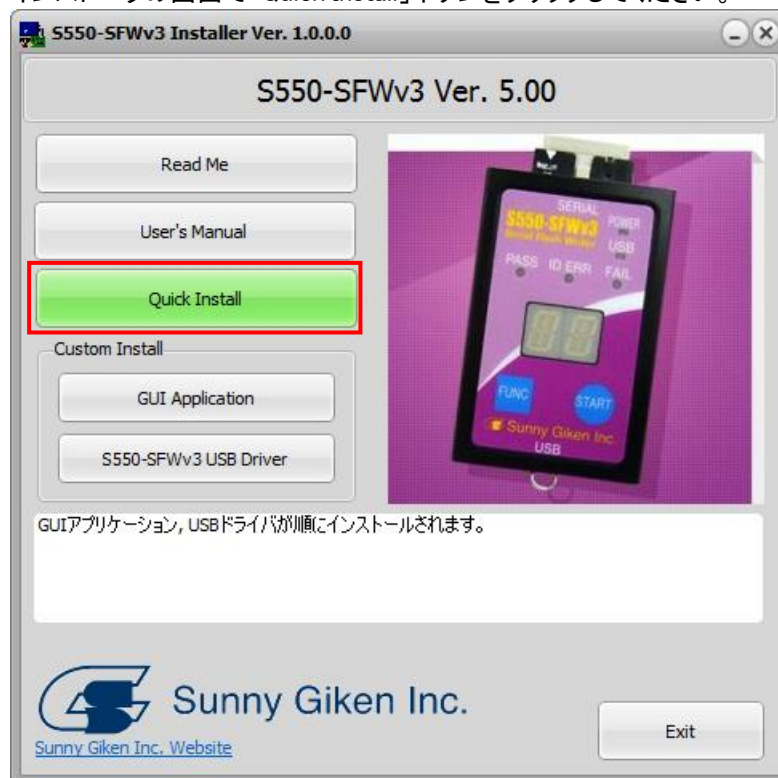 S550-SFWv3 Installer Ver. 1.0.0.0
S550-SFWv3 Ver. 5.00
Read Me
User's Manual
Quick Install
Custom Install
GUI Application
S550-SFWv3 USB Driver
SERIAL
S550-SFWv3
Serial Flash Writer
POWER
USB
PASS ID ERR FAIL
FUNC
START
Sunny Giken Inc.
USB
GUIアプリケーション, USBドライバが順にインストールされます。
Sunny Giken Inc.
Sunny Giken Inc. Website
Exit